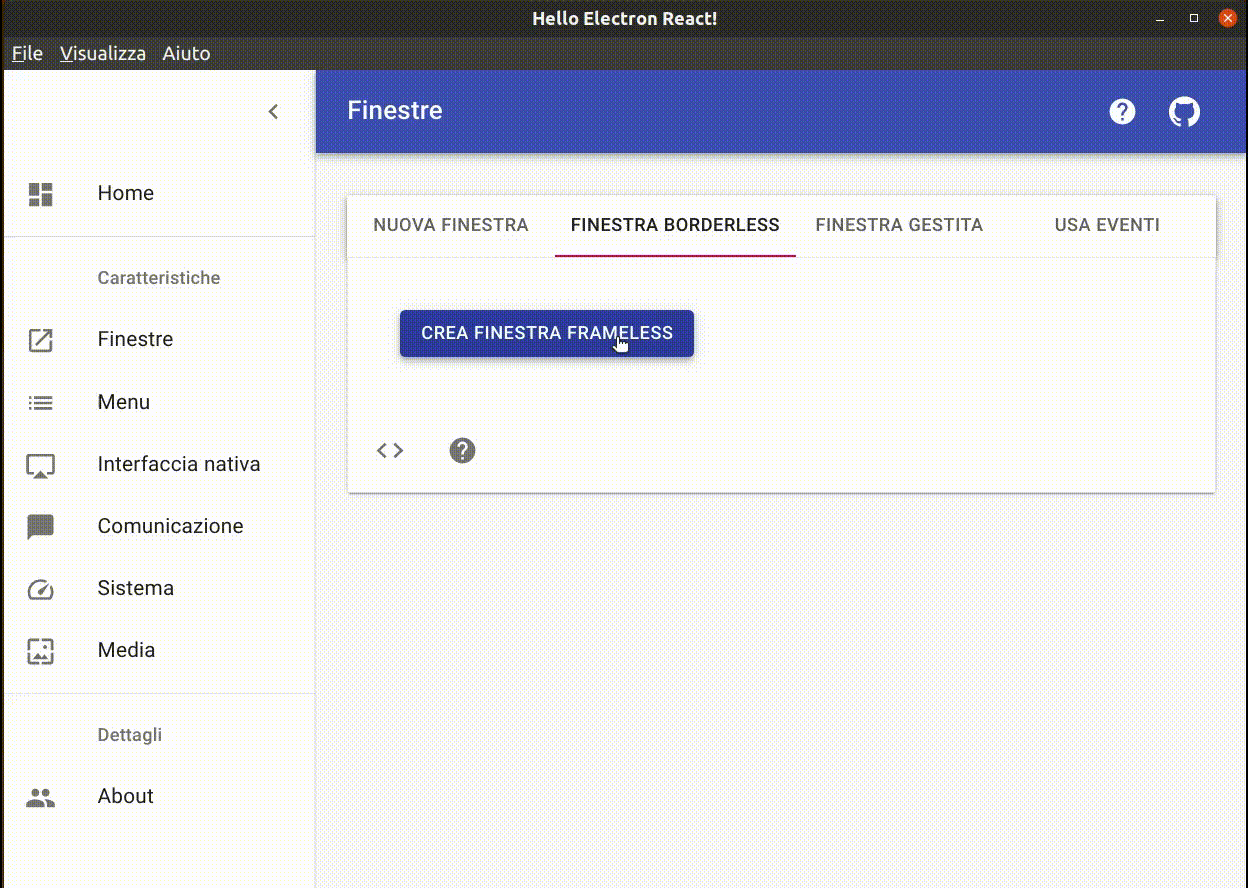 Hello Electron React!
File Visualizza Aiuto
Finestre
Home
NUOVA FINESTRA FINESTRA BORDERLESS FINESTRA GESTITA USA EVENTI
Caratteristiche
CREA FINESTRA FRAMELESS
Finestre
Menu
Interfaccia nativa
Comunicazione
Sistema
Media
Dettagli
About